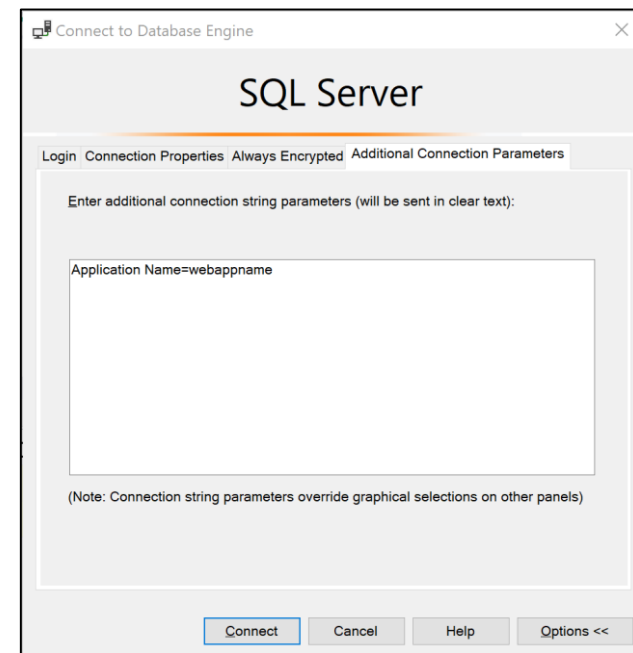 Connect to Database Engine
SQL Server
Login Connection Properties Always Encrypted Additional Connection Parameters
Enter additional connection string parameters (will be sent in clear text):
Application Name=webappname
(Note: Connection string parameters override graphical selections on other panels)
Connect Cancel Help Options <<